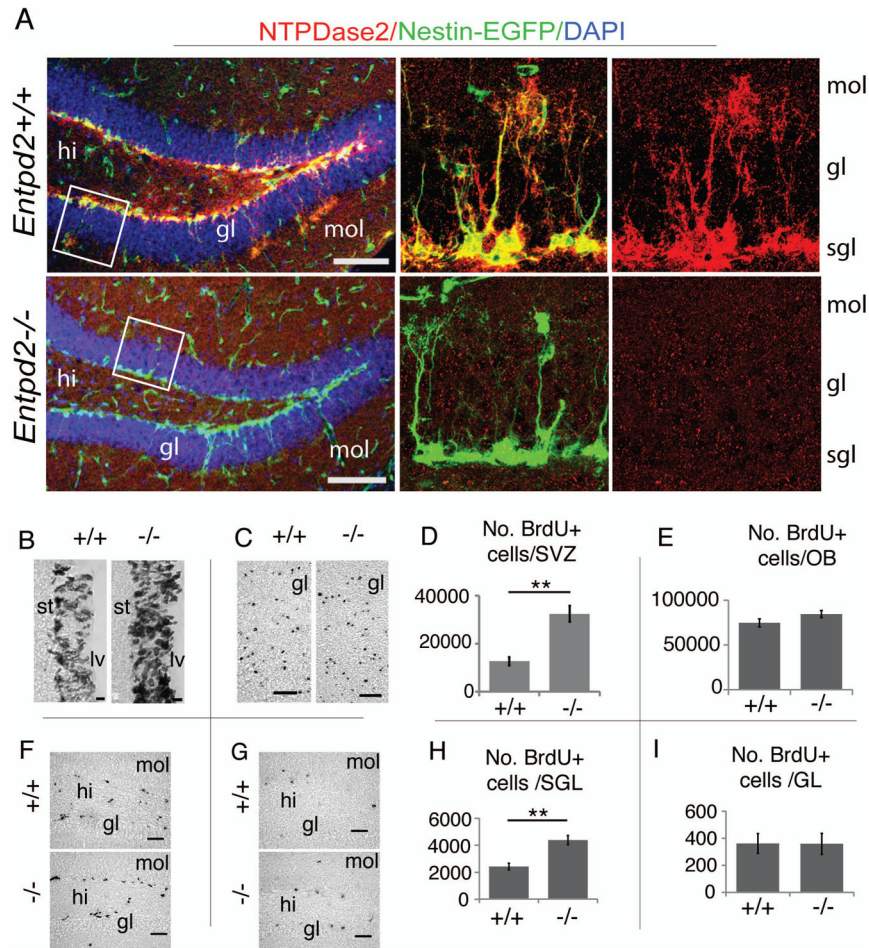 A
NTPDase2/Nestin-EGFP/DAPI
Entpd2+/+
hi
gl
mol
mol
gl
sgl
Entpd2-/-
hi
gl
mol
mol
gl
sgl
B
+/+ -/-
st
lv
st
lv
C
+/+ -/-
gl
gl
D
No. BrdU+
cells/SVZ
**
40000
20000
0
+/+ -/-
E
No. BrdU+
cells/OB
100000
50000
0
+/+ -/-
F
+/+
mol
hi
gl
-/-
mol
hi
gl
G
+/+
mol
hi
gl
-/-
mol
hi
gl
H
No. BrdU+
cells /SGL
**
6000
4000
2000
0
+/+ -/-
I
No. BrdU+
cells /GL
600
400
200
0
+/+ -/-